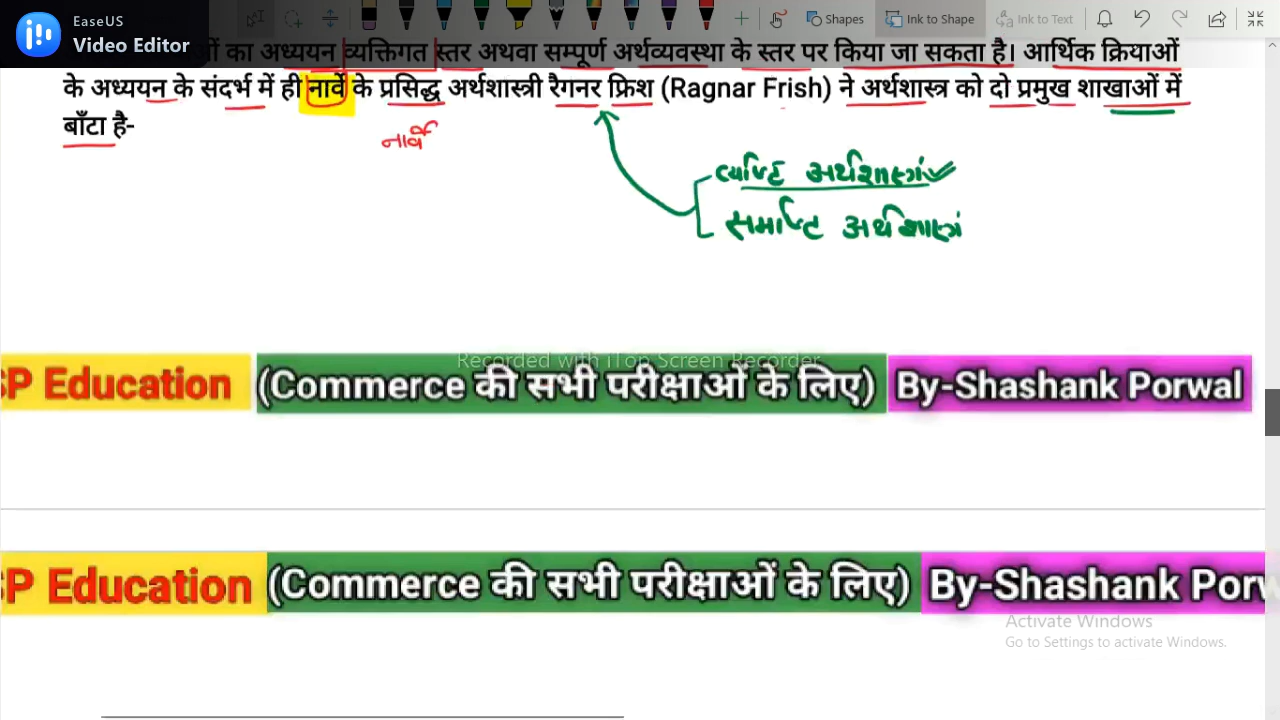 EaseUS
Video Editor
Shapes
Ink to Shape
Ink to Text
का अध्ययन व्यक्तिगत स्तर अथवा सम्पूर्ण अर्थव्यवस्था के स्तर पर किया जा सकता है। आर्थिक क्रियाओं
के अध्ययन के संदर्भ में ही नार्वे के प्रसिद्ध अर्थशास्त्री रैगनर फ्रिश (Ragnar Frish) ने अर्थशास्त्र को दो प्रमुख शाखाओं में
बाँटा है-
नार्वे
अर्थशास्त्र
अर्थशास्त्र
Recorded with iTop Screen Recorder
SP Education (Commerce की सभी परीक्षाओं के लिए) By-Shashank Porwal
SP Education (Commerce की सभी परीक्षाओं के लिए) By-Shashank Porw
Activate Windows
Go to Settings to activate Windows.